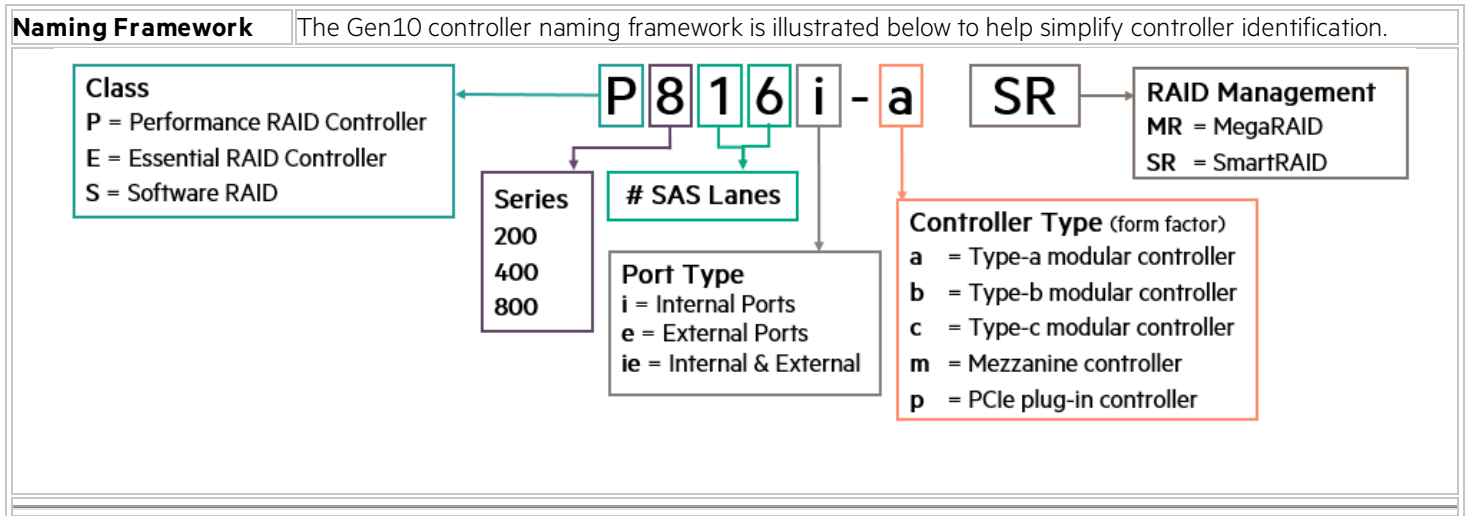 Naming Framework The Gen10 controller naming framework is illustrated below to help simplify controller identification.
P816i-a SR
Class
P = Performance RAID Controller
E = Essential RAID Controller
S = Software RAID
Series
200
400
800
# SAS Lanes
Port Type
i = Internal Ports
e = External Ports
ie = Internal & External
Controller Type (form factor)
a = Type-a modular controller
b = Type-b modular controller
c = Type-c modular controller
m = Mezzanine controller
p = PCIe plug-in controller
RAID Management
MR = MegaRAID
SR = SmartRAID